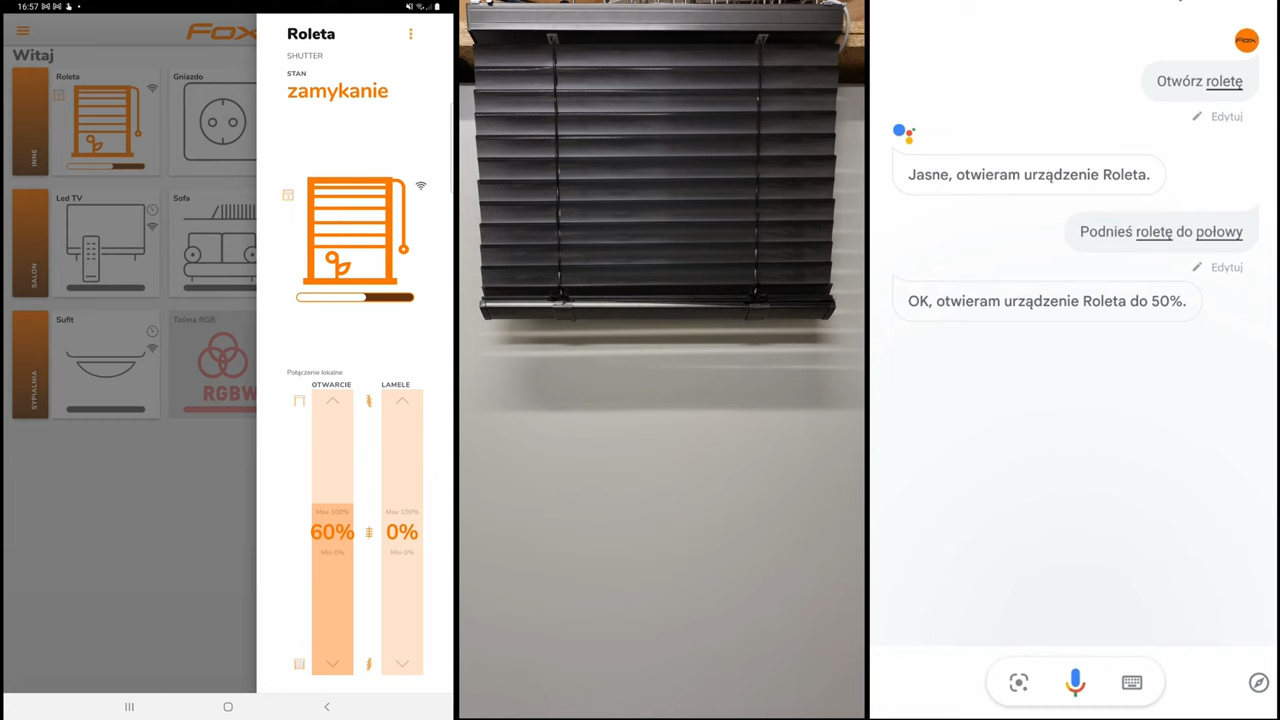 16:57
FOX
Witaj
INNE
Roleta
Gniazdo
SALON
Led TV
Sofa
SYPIALNIA
Sufit
Taśma RGB
RGBW
Roleta
SHUTTER
STAN
zamykanie
Połączenie lokalne
OTWARCIE
LAMELE
Max 100%
Max 100%
60%
0%
Min 0%
Min 0%
FOX
Otwórz roletę
Edytuj
Jasne, otwieram urządzenie Roleta.
Podnieś roletę do połowy
Edytuj
OK, otwieram urządzenie Roleta do 50%.